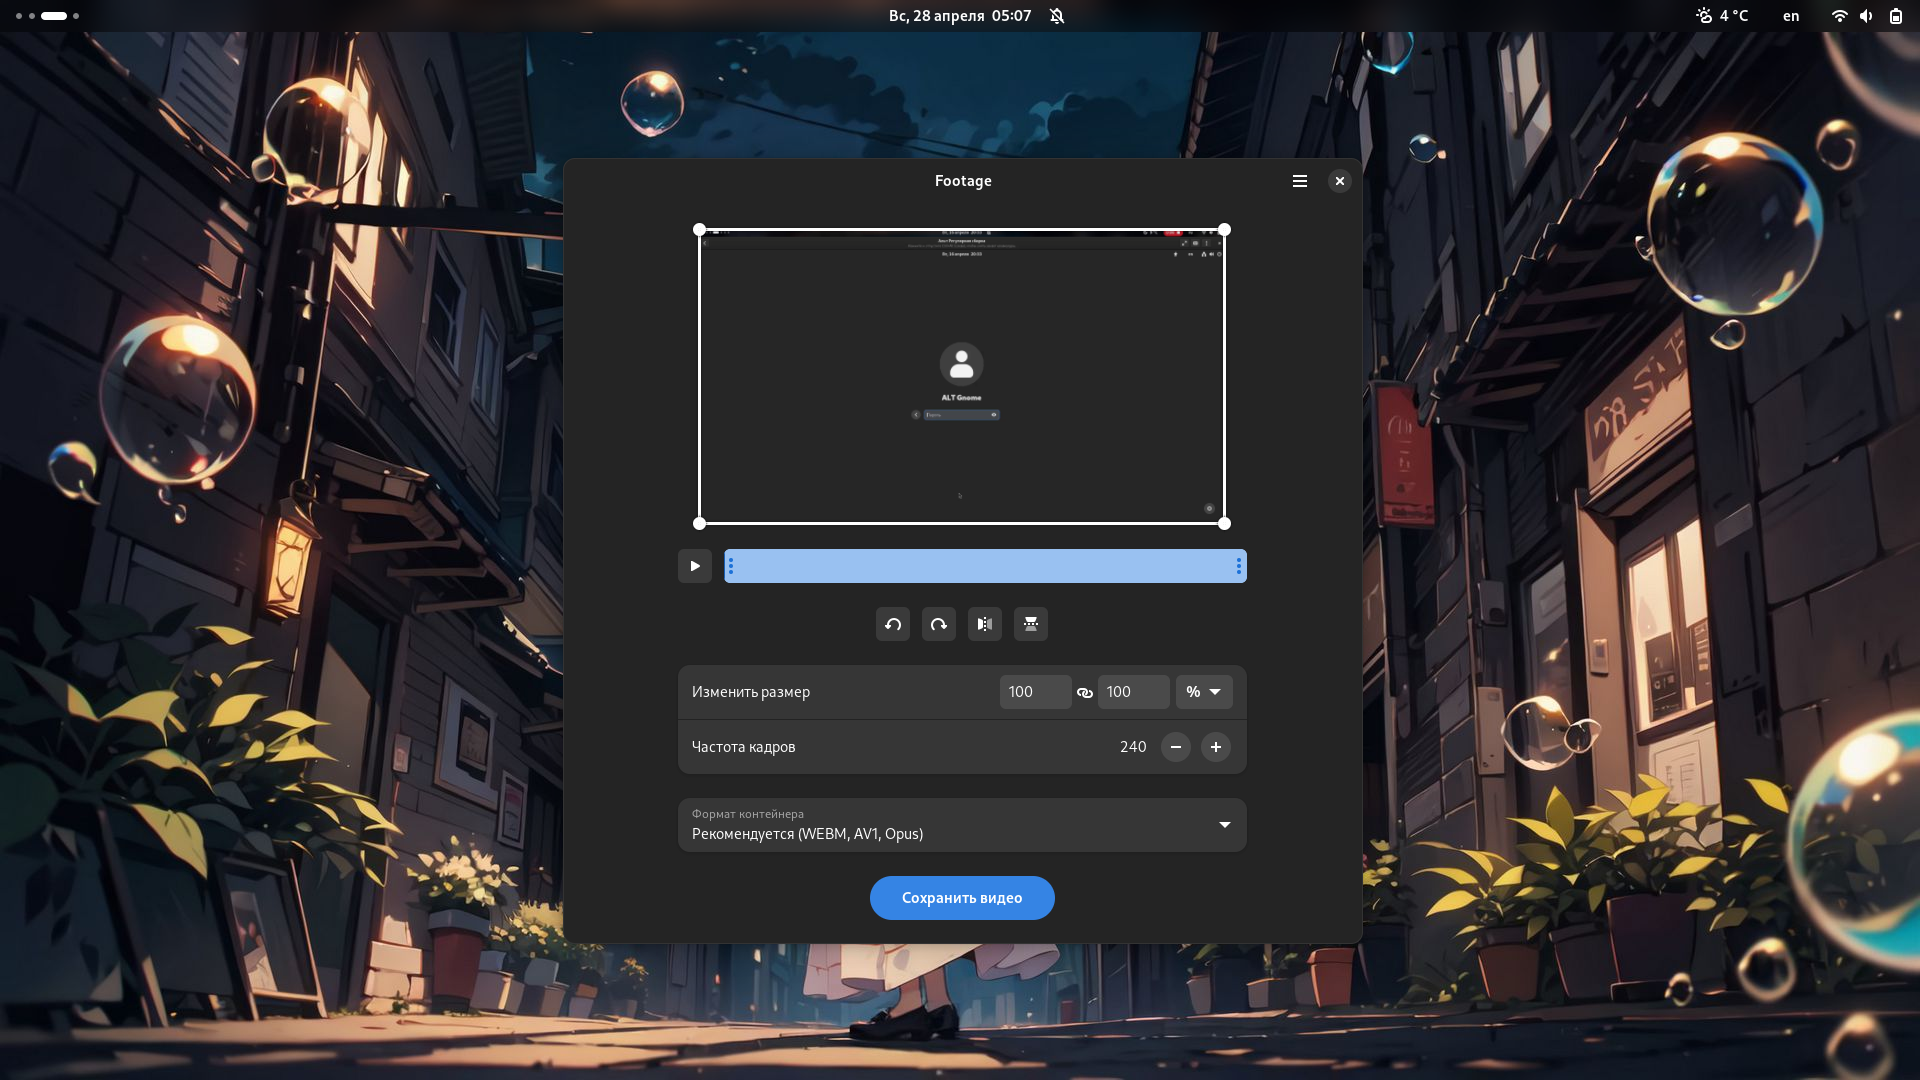 Вс, 28 апреля 05:07
4 °C
en
Footage
ALT Gnome
Изменить размер
100
100
%
Частота кадров
240
Формат контейнера
Рекомендуется (WEBM, AV1, Opus)
Сохранить видео